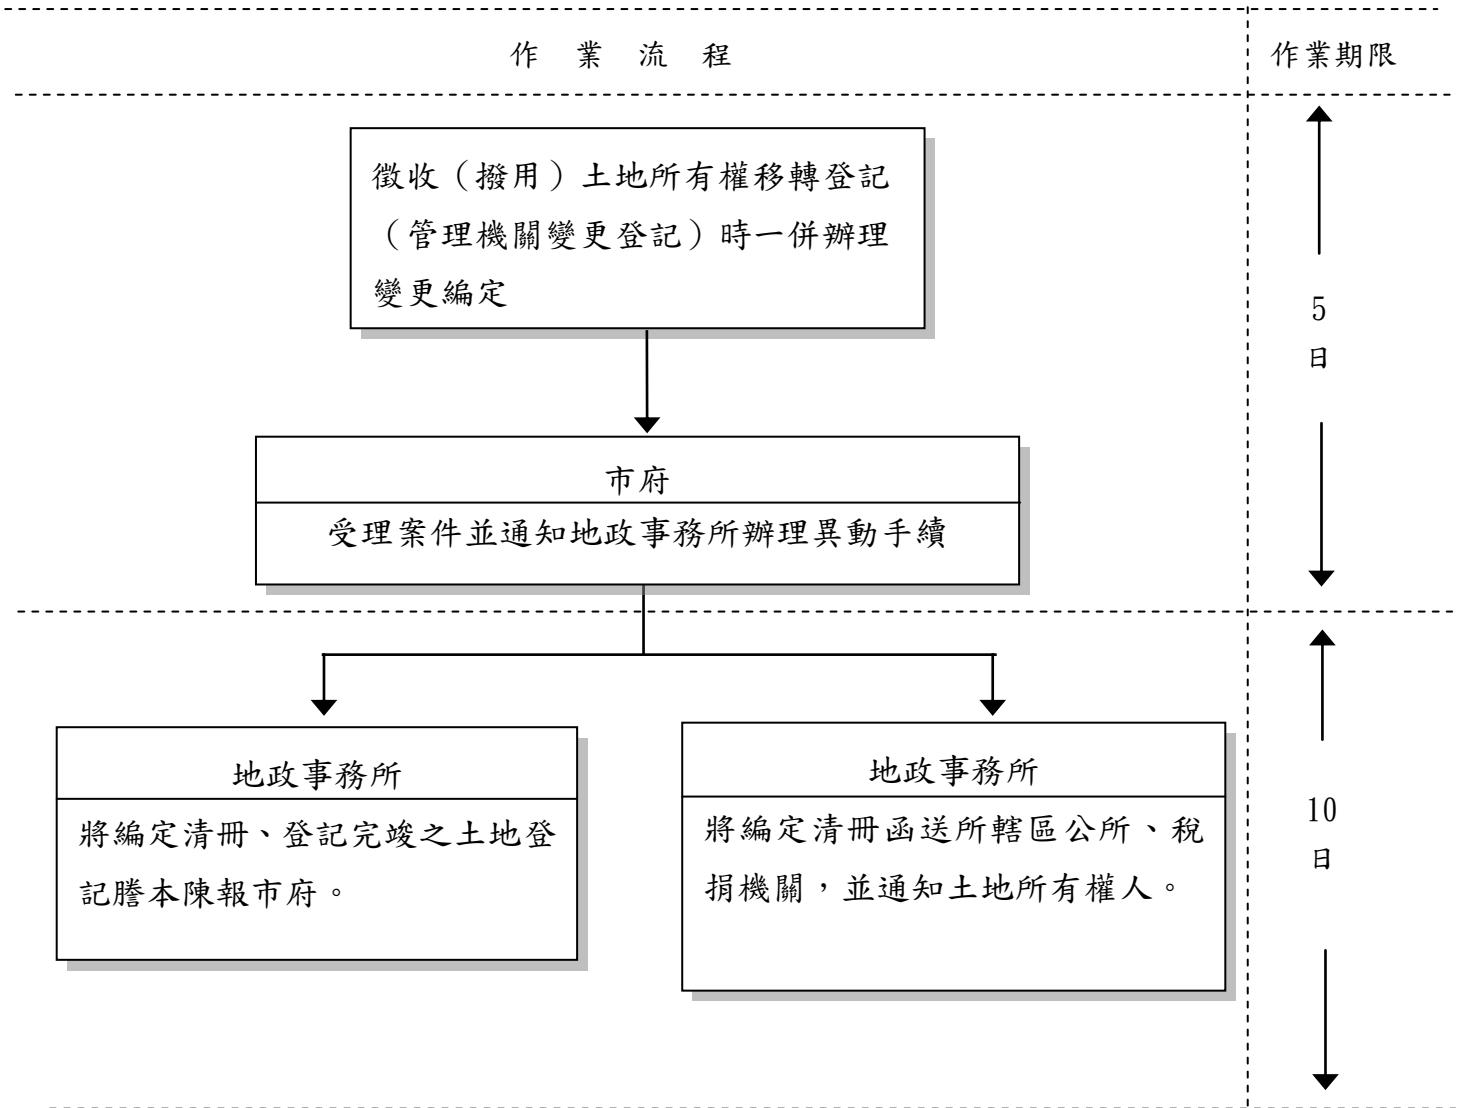 作 業 流 程
作業期限
徵收（撥用）土地所有權移轉登記
（管理機關變更登記）時一併辦理
變更編定
5
日
市府
受理案件並通知地政事務所辦理異動手續
地政事務所
將編定清冊、登記完竣之土地登
記謄本陳報市府。
地政事務所
將編定清冊函送所轄區公所、稅
捐機關，並通知土地所有權人。
10
日